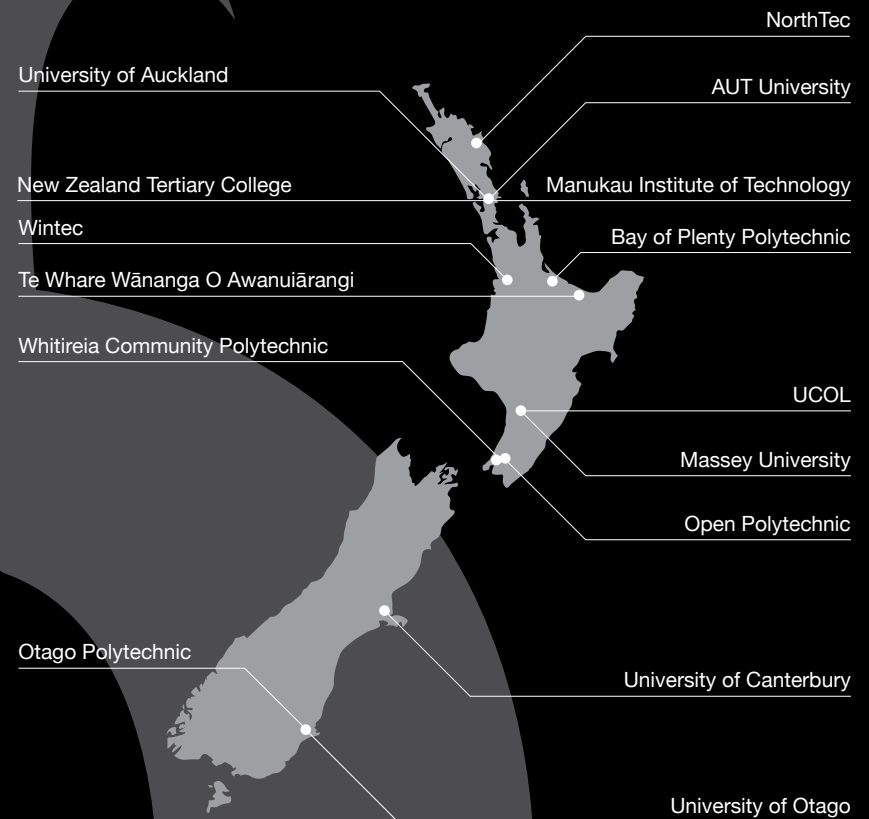 NorthTec
University of Auckland
AUT University
New Zealand Tertiary College
Manukau Institute of Technology
Wintec
Bay of Plenty Polytechnic
Te Whare Wānanga O Awanuiārangi
Whitireia Community Polytechnic
UCOL
Massey University
Open Polytechnic
Otago Polytechnic
University of Canterbury
University of Otago